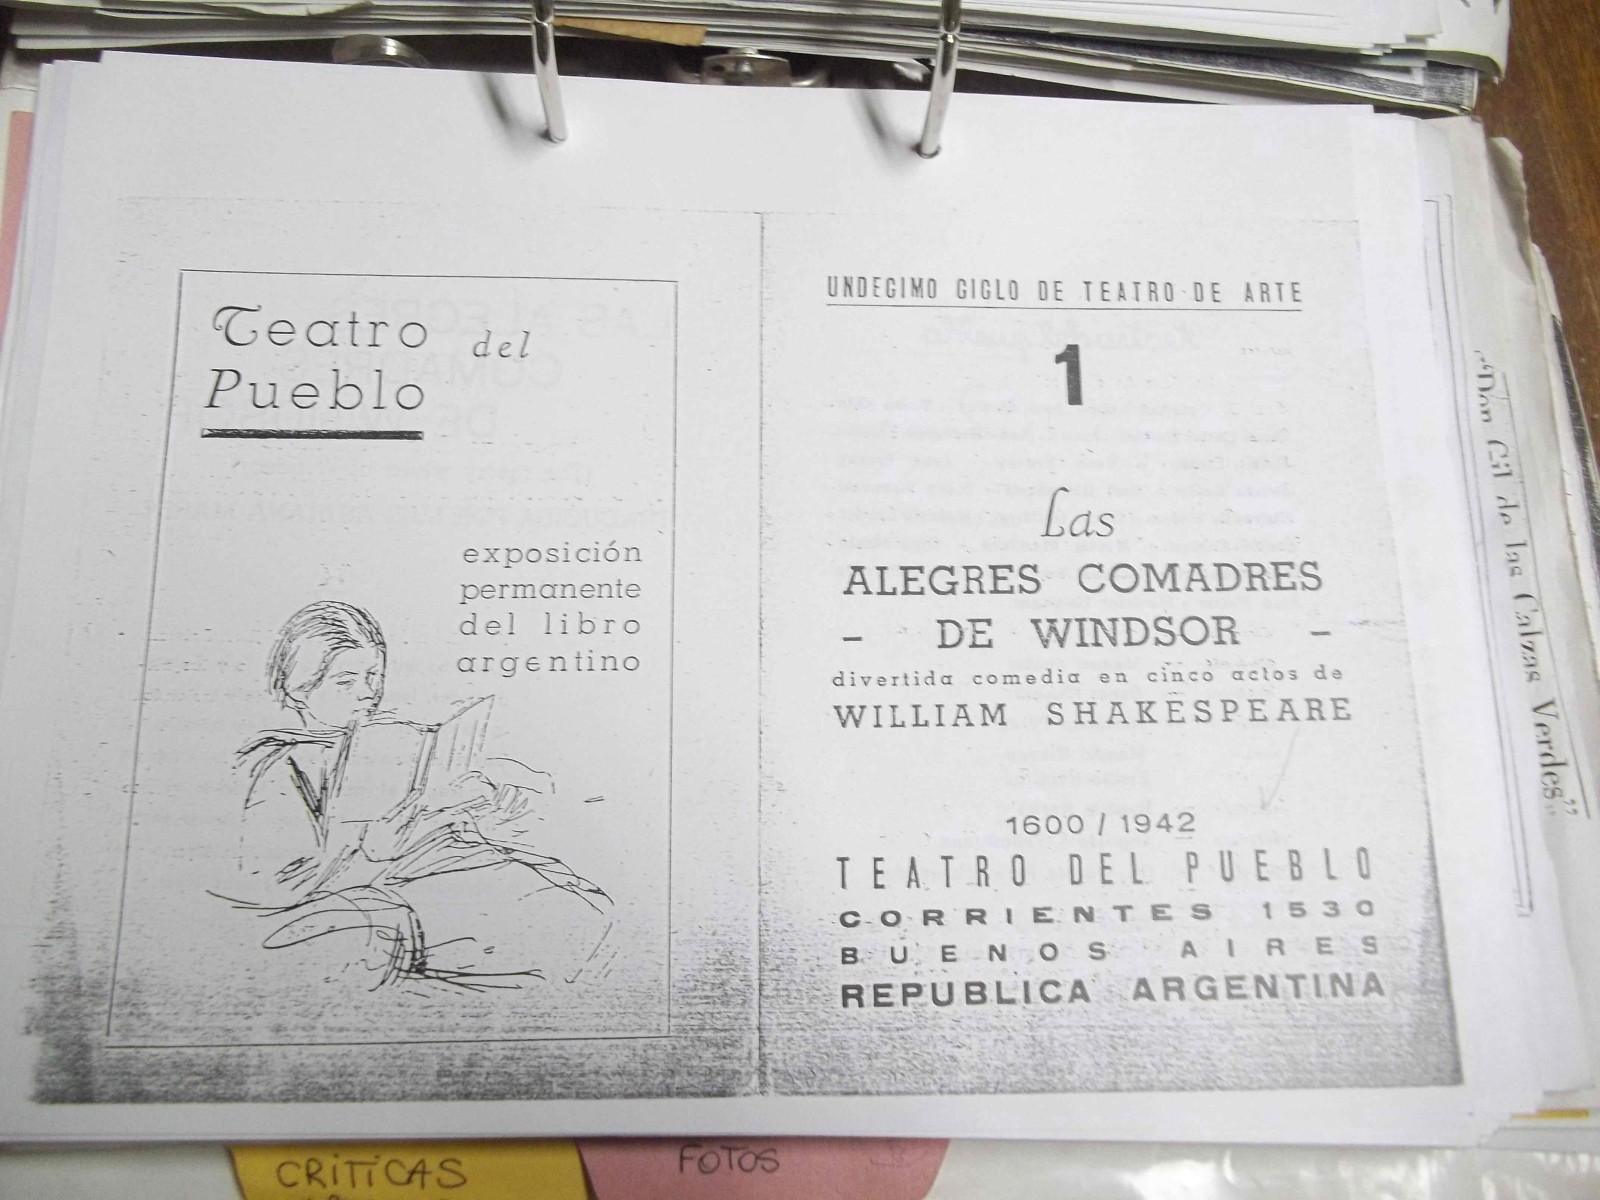 Teatro del
Pueblo
exposición
permanente
del libro
argentino
UNDECIMO CICLO DE TEATRO DE ARTE
1
Las
ALEGRES COMADRES
- DE WINDSOR -
divertida comedia en cinco actos de
WILLIAM SHAKESPEARE
1600 / 1942
TEATRO DEL PUEBLO
CORRIENTES 1530
BUENOS AIRES
REPUBLICA ARGENTINA
"Don Gil de las Calzas Verdes"
CRITICAS
FOTOS